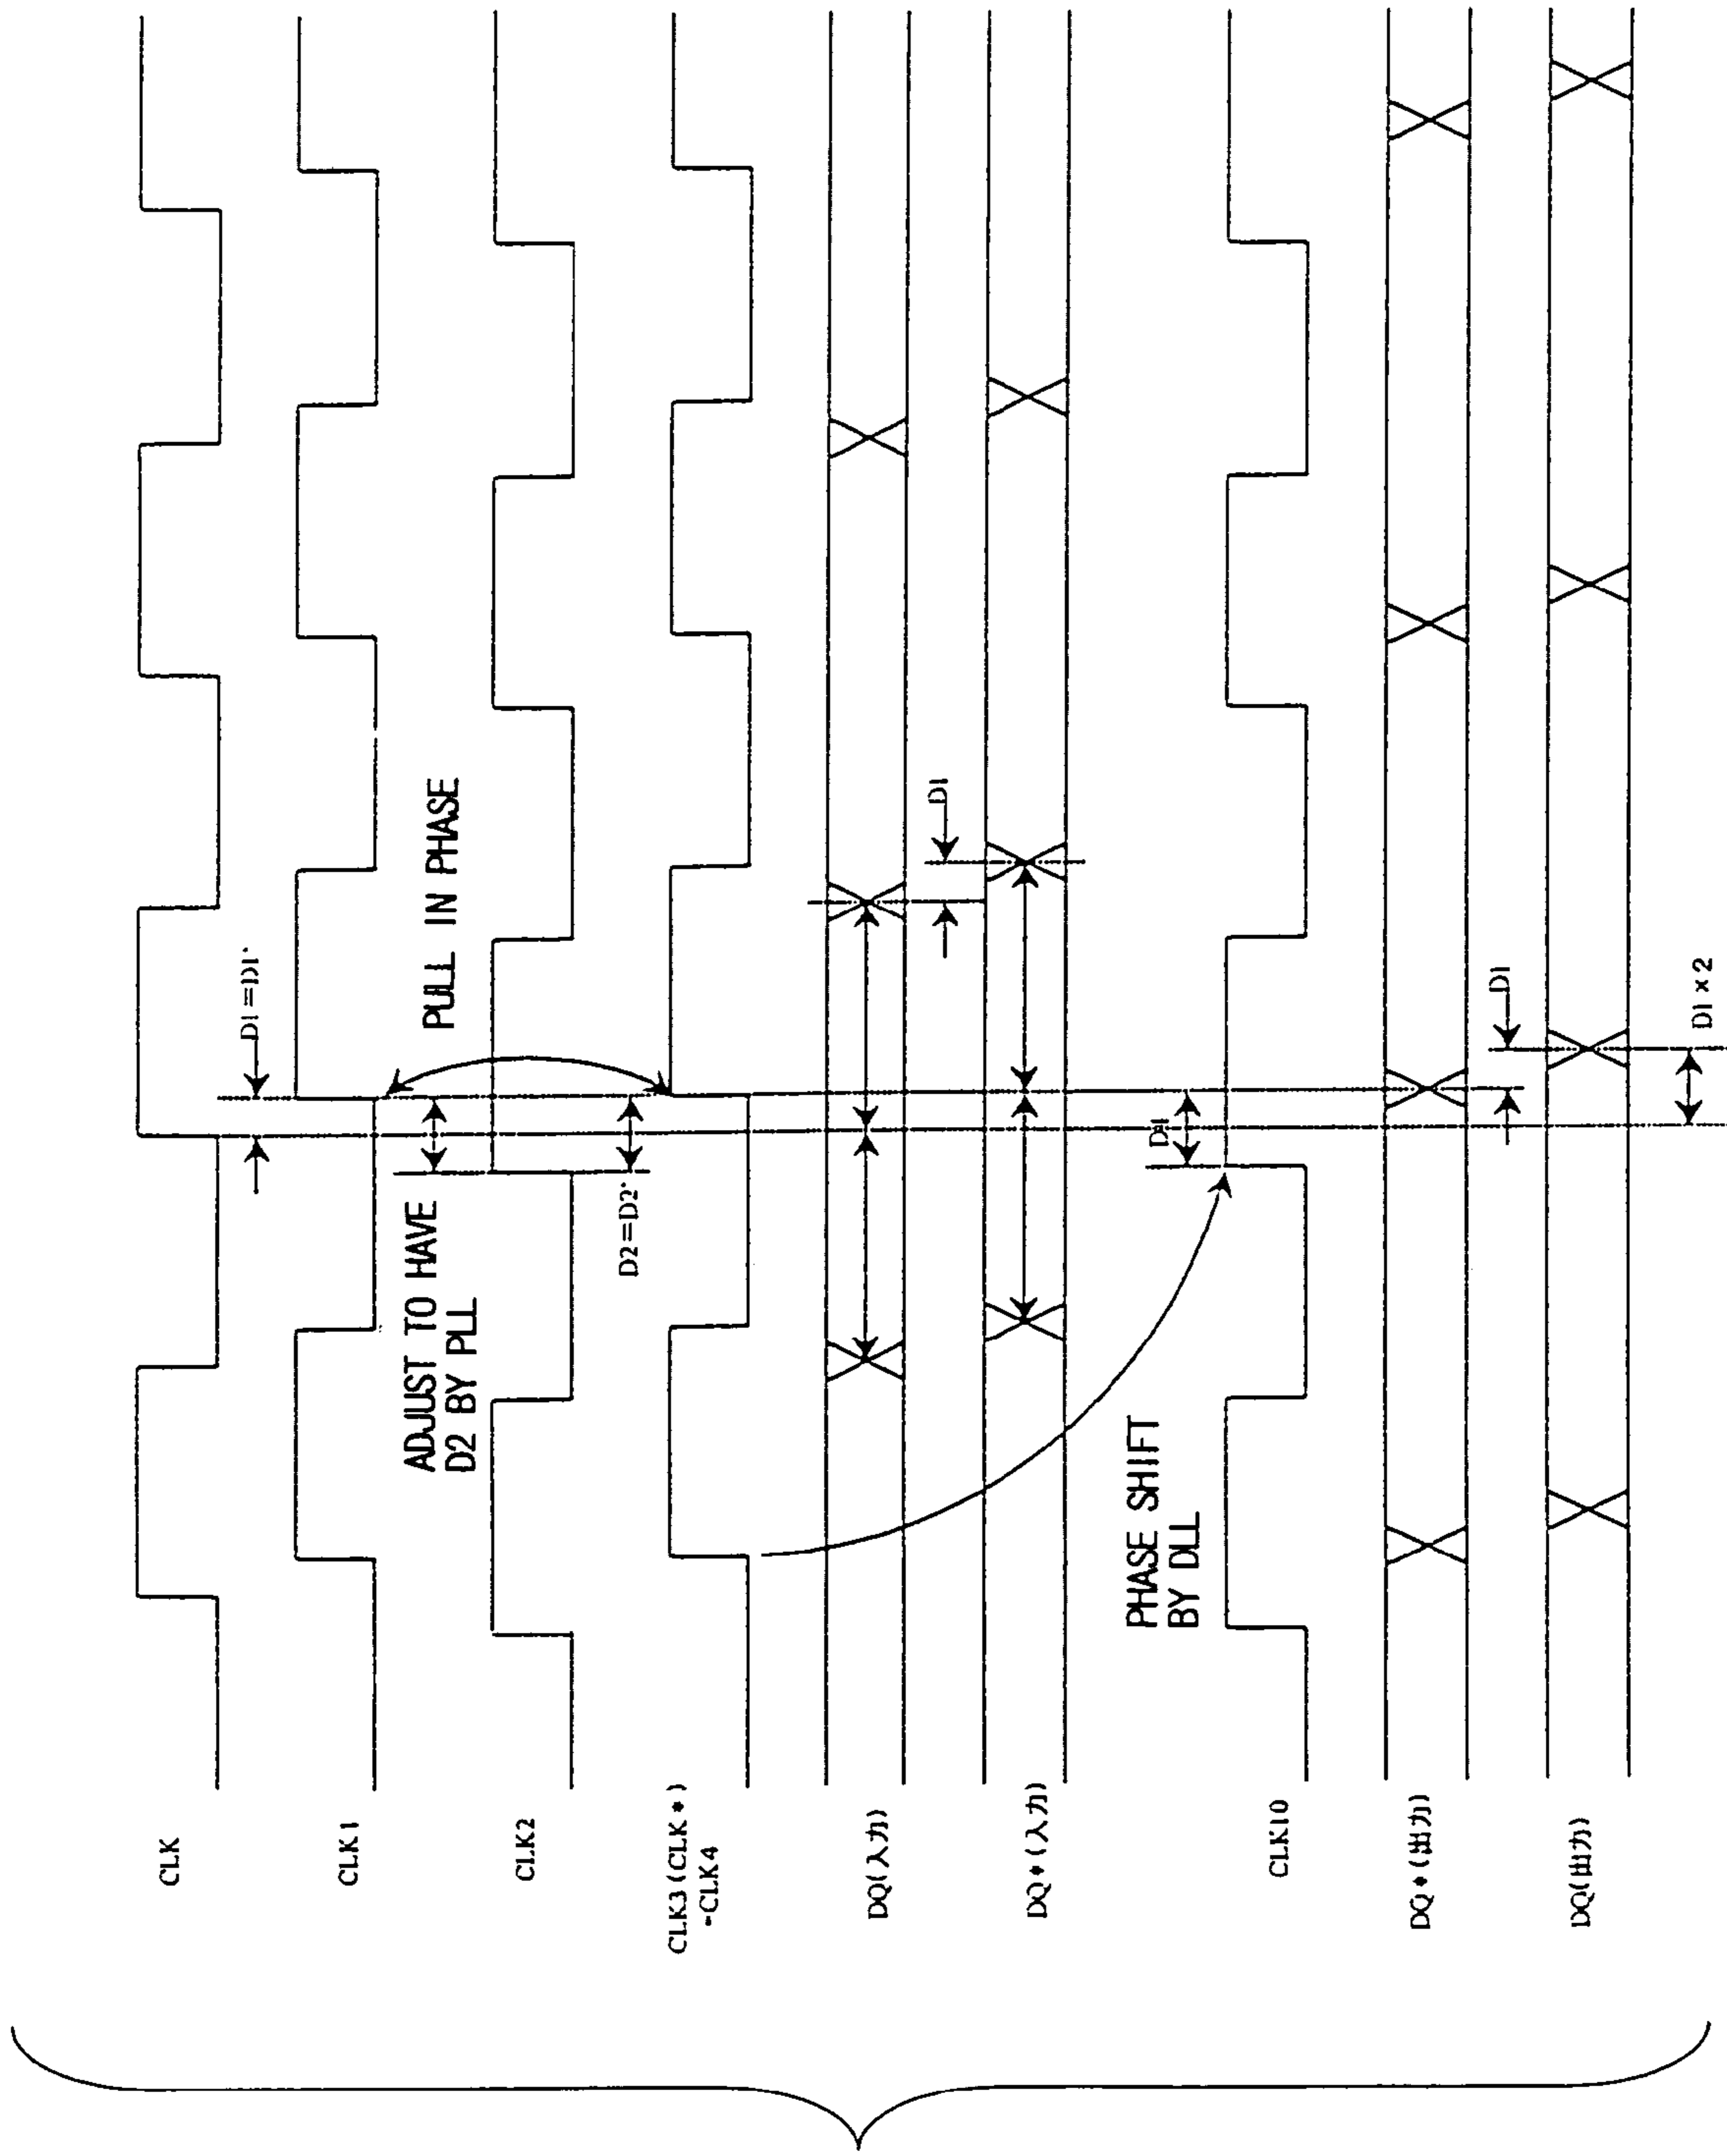 CLK
D1=D1'
CLK1
PULL IN PHASE
ADJUST TO HAVE
D2 BY PLL
CLK2
D2=D2'
CLK3(CLK*)
=CLK4
DQ(入力)
D1
DQ*(入力)
PHASE SHIFT
BY DLL
D4
CLK10
DQ*(出力)
D1
DQ(出力)
D1×2